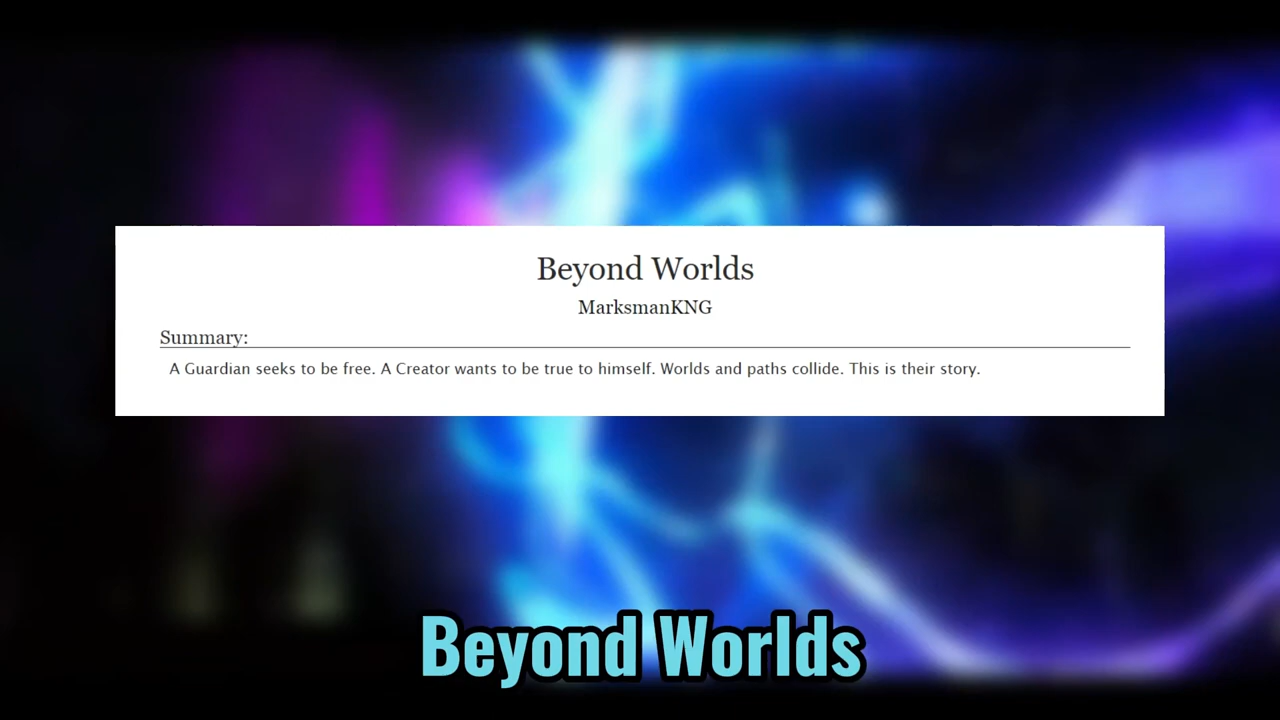 Beyond Worlds
MarksmanKNG
Summary:
A Guardian seeks to be free. A Creator wants to be true to himself. Worlds and paths collide. This is their story.
Beyond Worlds